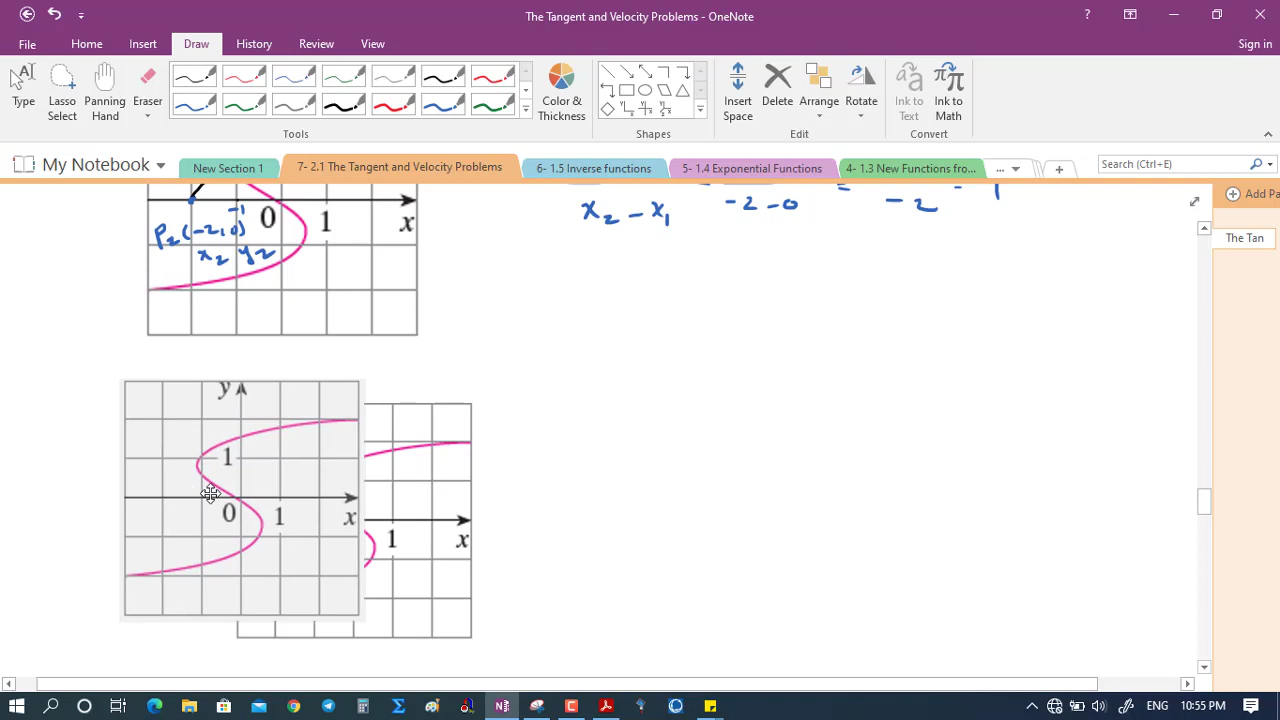 The Tangent and Velocity Problems - OneNote
?
File Home Insert Draw History Review View Sign in
Type Lasso Select Panning Hand Eraser Color & Thickness Insert Space Delete Arrange Rotate Ink to Text Ink to Math
Tools Shapes Edit Convert
My Notebook New Section 1 7- 2.1 The Tangent and Velocity Problems 6- 1.5 Inverse functions 5- 1.4 Exponential Functions 4- 1.3 New Functions fro... ... + Search (Ctrl+E)
Add Pa
The Tan
x₂ - x₁ -2 - 0 = -2 - 1
-1 0 1 x
P₂(-2,0)
x₂ y₂
y
1
0 1 x
1 x
ENG 10:55 PM